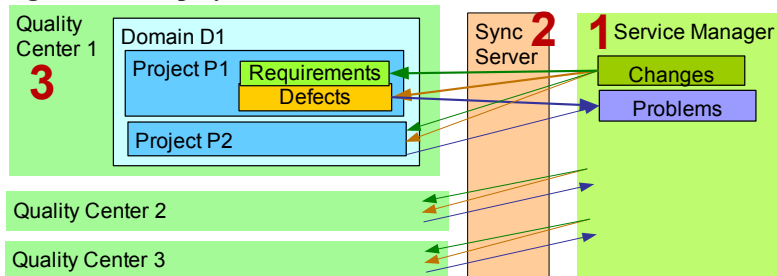 Quality
Center 1
3
Domain D1
Project P1
Requirements
Defects
Project P2
Sync
Server
2
1
Service Manager
Changes
Problems
Quality Center 2
Quality Center 3